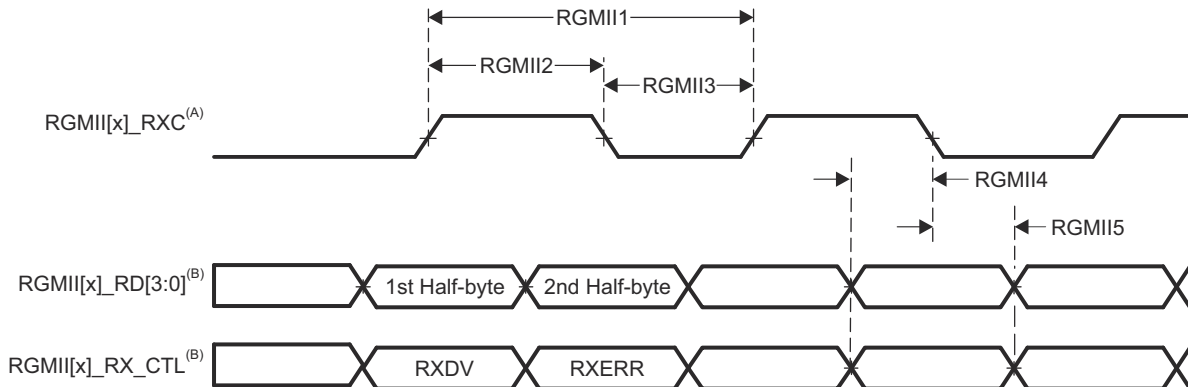 RGMII1
RGMII2
RGMII3
RGMII[x]_RXC(A)
RGMII4
RGMII5
RGMII[x]_RD[3:0](B)
1st Half-byte
2nd Half-byte
RGMII[x]_RX_CTL(B)
RXDV
RXERR